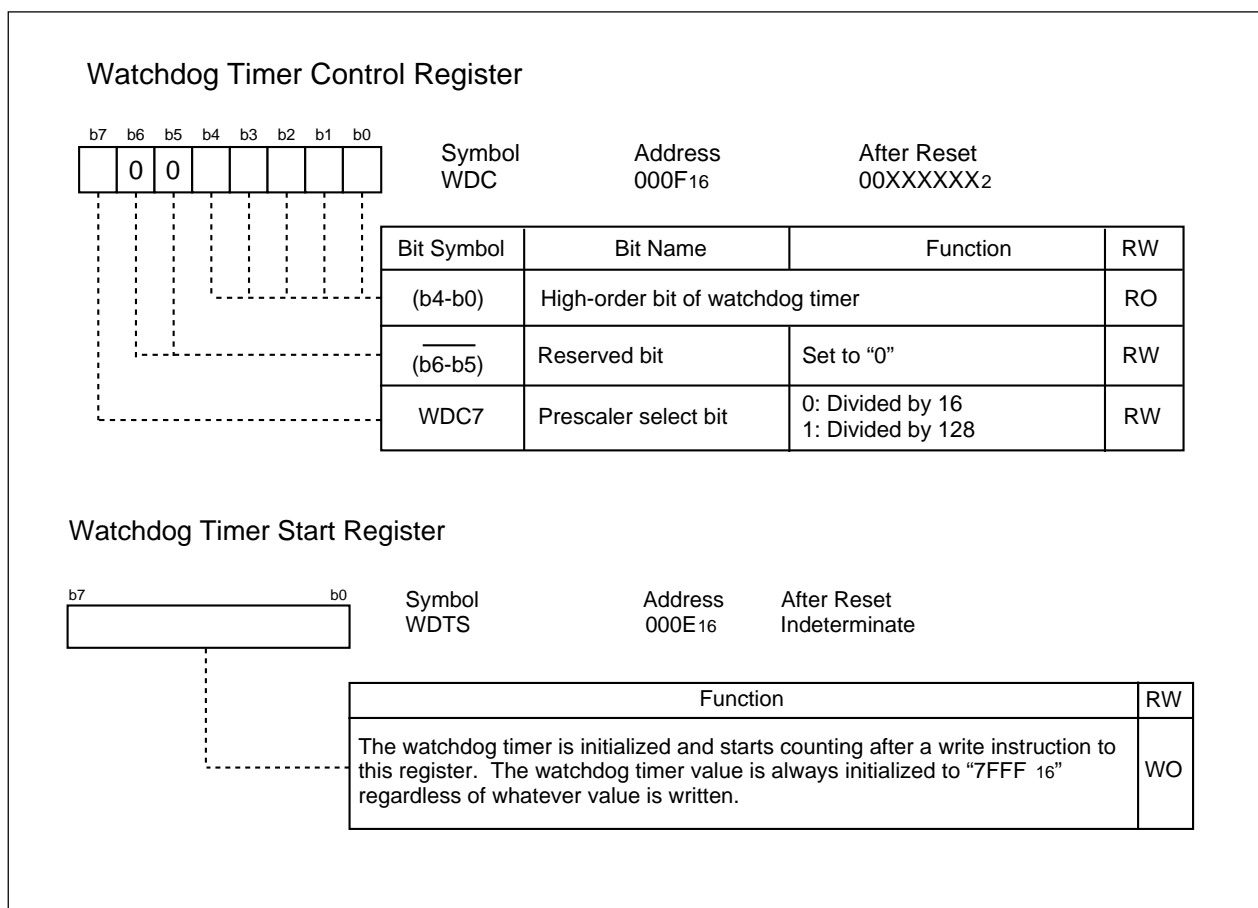 Watchdog Timer Control Register
b7 b6 b5 b4 b3 b2 b1 b0
0 0
Symbol Address After Reset
WDC 000F16 00XXXXXX2
Bit Symbol Bit Name Function RW
(b4-b0) High-order bit of watchdog timer RO
(b6-b5) Reserved bit Set to “0” RW
WDC7 Prescaler select bit 0: Divided by 16 RW
1: Divided by 128
Watchdog Timer Start Register
b7 b0
Symbol Address After Reset
WDTS 000E16 Indeterminate
Function RW
The watchdog timer is initialized and starts counting after a write instruction to
this register. The watchdog timer value is always initialized to “7FFF 16” WO
regardless of whatever value is written.